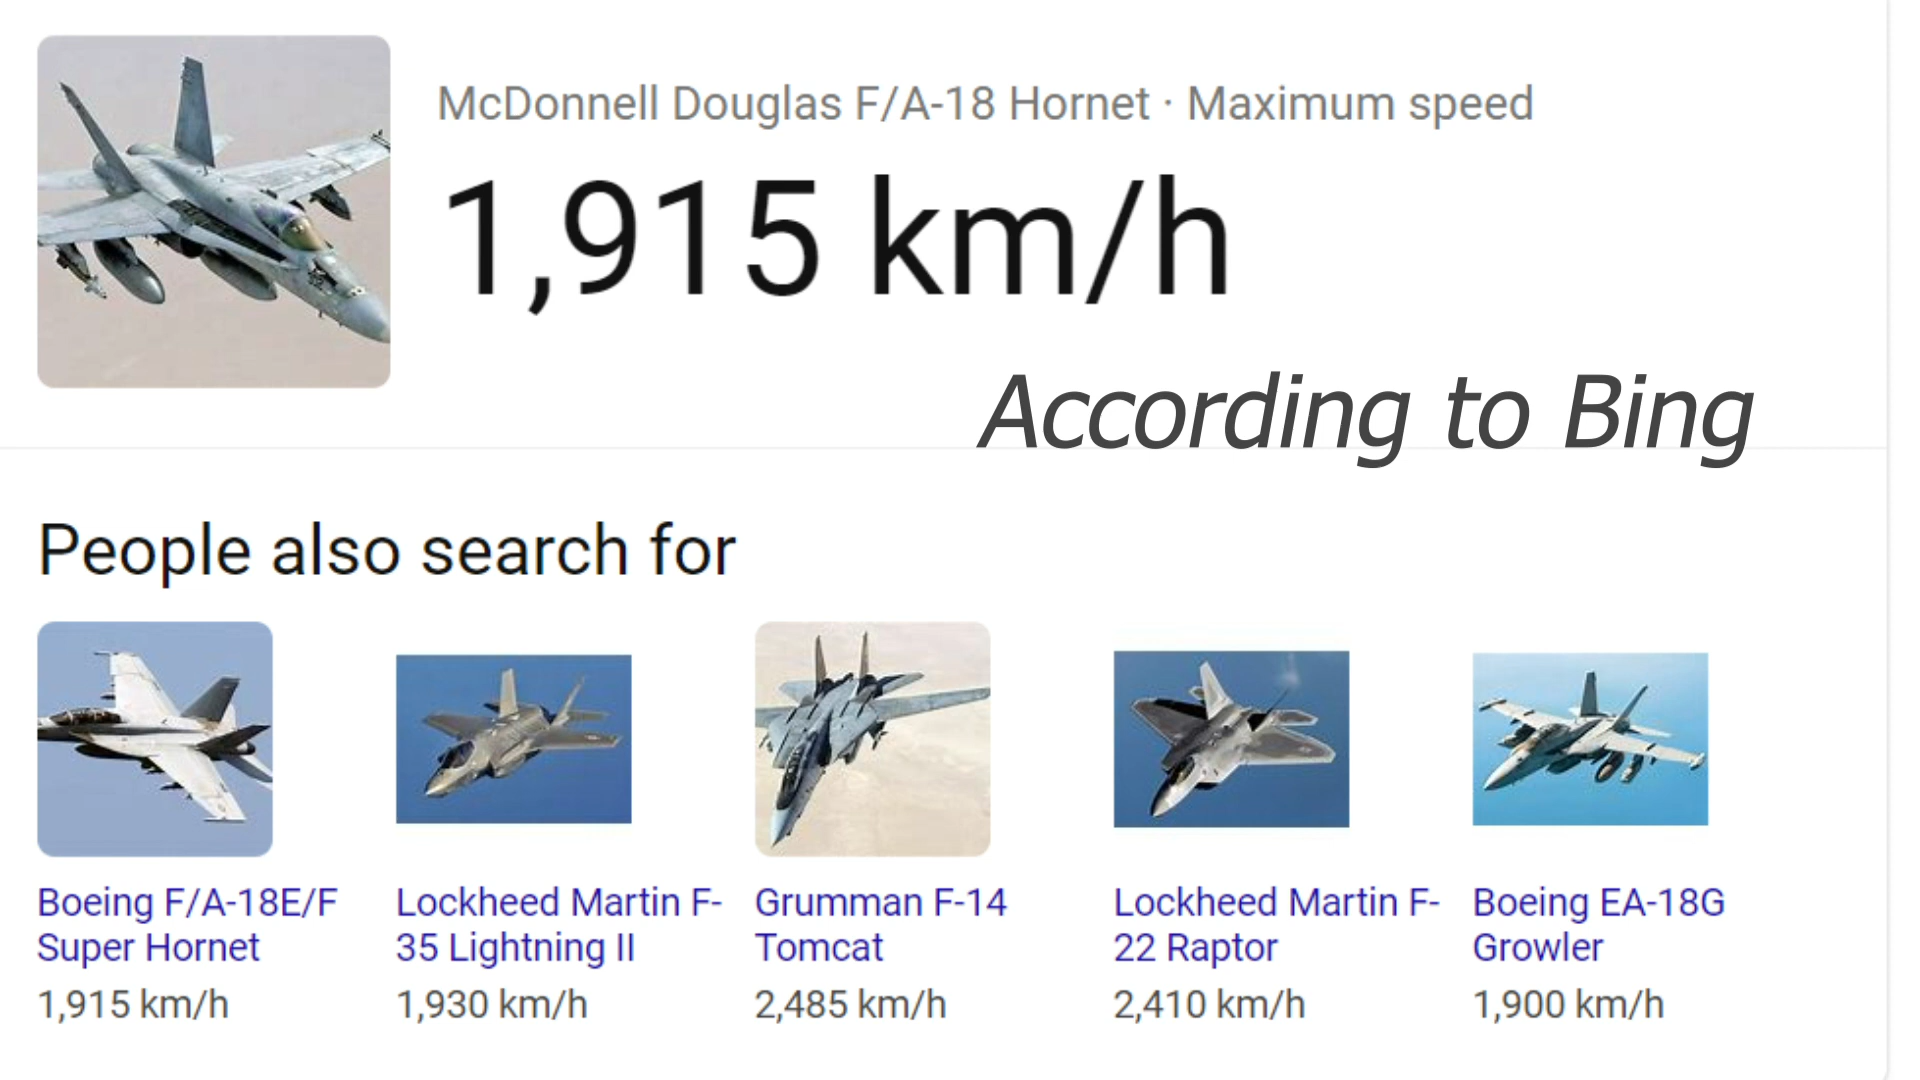 McDonnell Douglas F/A-18 Hornet · Maximum speed
1,915 km/h
According to Bing
People also search for
Boeing F/A-18E/F
Super Hornet
1,915 km/h
Lockheed Martin F-
35 Lightning II
1,930 km/h
Grumman F-14
Tomcat
2,485 km/h
Lockheed Martin F-
22 Raptor
2,410 km/h
Boeing EA-18G
Growler
1,900 km/h